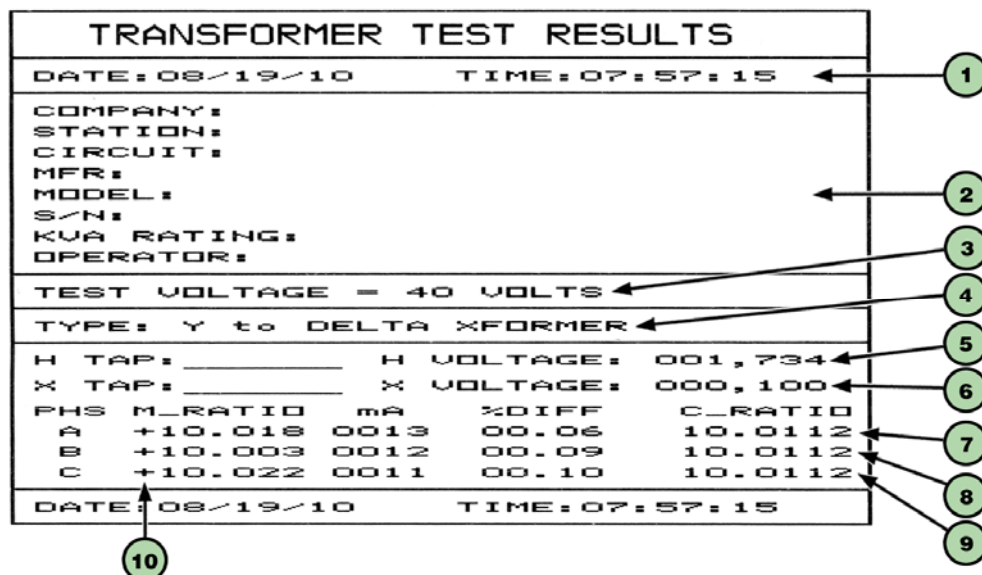 TRANSFORMER TEST RESULTS
DATE:08/19/10 TIME:07:57:15
1
COMPANY:
STATION:
CIRCUIT:
MFR:
MODEL:
2
S/N:
KVA RATING:
OPERATOR:
3
TEST VOLTAGE = 40 VOLTS
4
TYPE: Y to DELTA XFORMER
H TAP:__________ H VOLTAGE: 001,734
5
X TAP:__________ X VOLTAGE: 000,100
6
PHS M_RATIO mA %DIFF C_RATIO
A +10.018 0013 00.06 10.0112
7
B +10.003 0012 00.09 10.0112
8
C +10.022 0011 00.10 10.0112
9
DATE:08/19/10 TIME:07:57:15
10